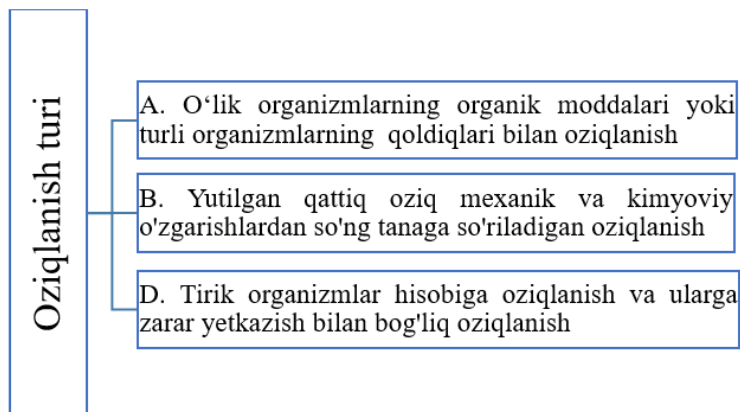 Oziqlanish turi
A. O‘lik organizmlarning organik moddalari yoki
turli organizmlarning qoldiqlari bilan oziqlanish
B. Yutilgan qattiq oziq mexanik va kimyoviy
o'zgarishlardan so'ng tanaga so'riladigan oziqlanish
D. Tirik organizmlar hisobiga oziqlanish va ularga
zarar yetkazish bilan bog'liq oziqlanish